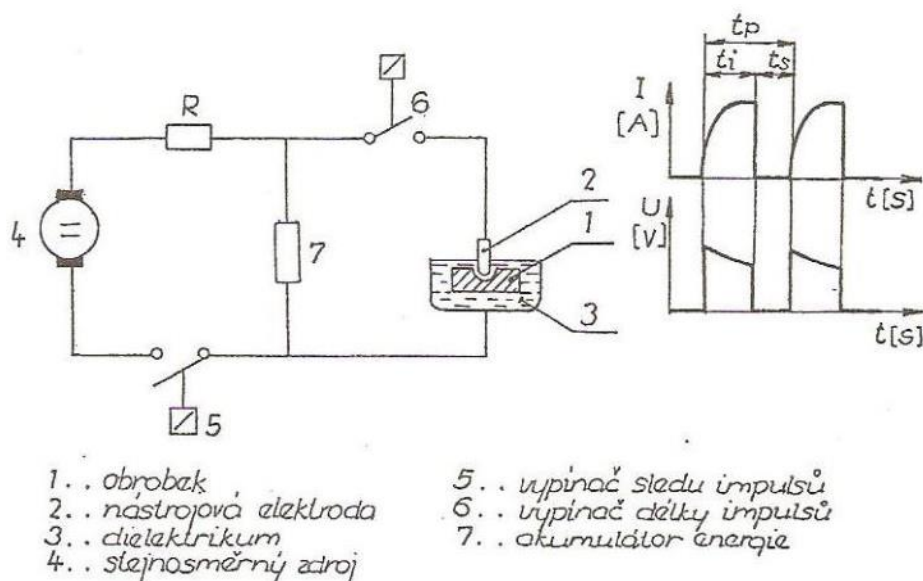 tp
ti ts
I
[A]
t[s]
U
[V]
t[s]
R
6
4
=
7
2
1
3
5
1.. obrobek
2.. nástrojová elektroda
3.. dielektrikum
4.. stejnosměrný zdroj
5.. vypínač sledu impulsů
6.. vypínač délky impulsů
7.. akumulátor energie